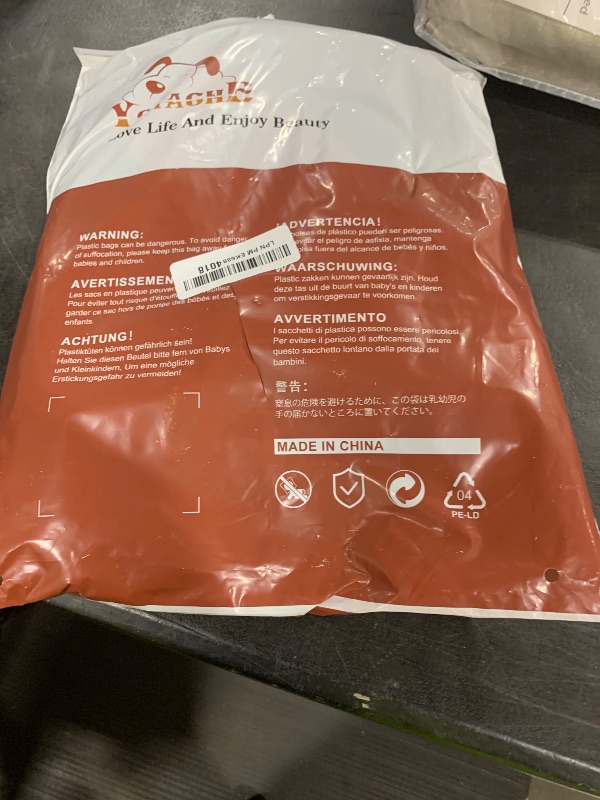 Love Life And Enjoy Beauty
WARNING:
Plastic bags can be dangerous. To avoid danger
of suffocation, please keep this bag away
babies and children.
AVERTISSEMEN
Les sacs en plastique peuven
Pour éviter tout risque d'étouff
garder ce sac hors de portée des bébés et des
enfants.
ACHTUNG!
Plastiktüten können gefährlich sein!
Halten Sie diesen Beutel bitte fern von Babys
und Kleinkindern, Um eine mögliche
Erstickungsgefahr zu vermeiden!
LPN PM
4018
¡ADVERTENCIA!
bolsas de plástico pueden ser peligrosas.
evitar el peligro de asfixia, mantenga
bolsa fuera del alcance de bebés y niños.
WAARSCHUWING:
Plastic zakken kunnen gevaarlijk zijn. Houd
deze tas uit de buurt van baby's en kinderen
om verstikkingsgevaar te voorkomen.
AVVERTIMENTO
I sacchetti di plastica possono essere pericolosi.
Per evitare il pericolo di soffocamento, tenere
questo sacchetto lontano dalla portata dei
bambini.
警告:
窒息の危険を避けるために、この袋は乳幼児の
手の届かないところに置いてください。
MADE IN CHINA
04
PE-LD